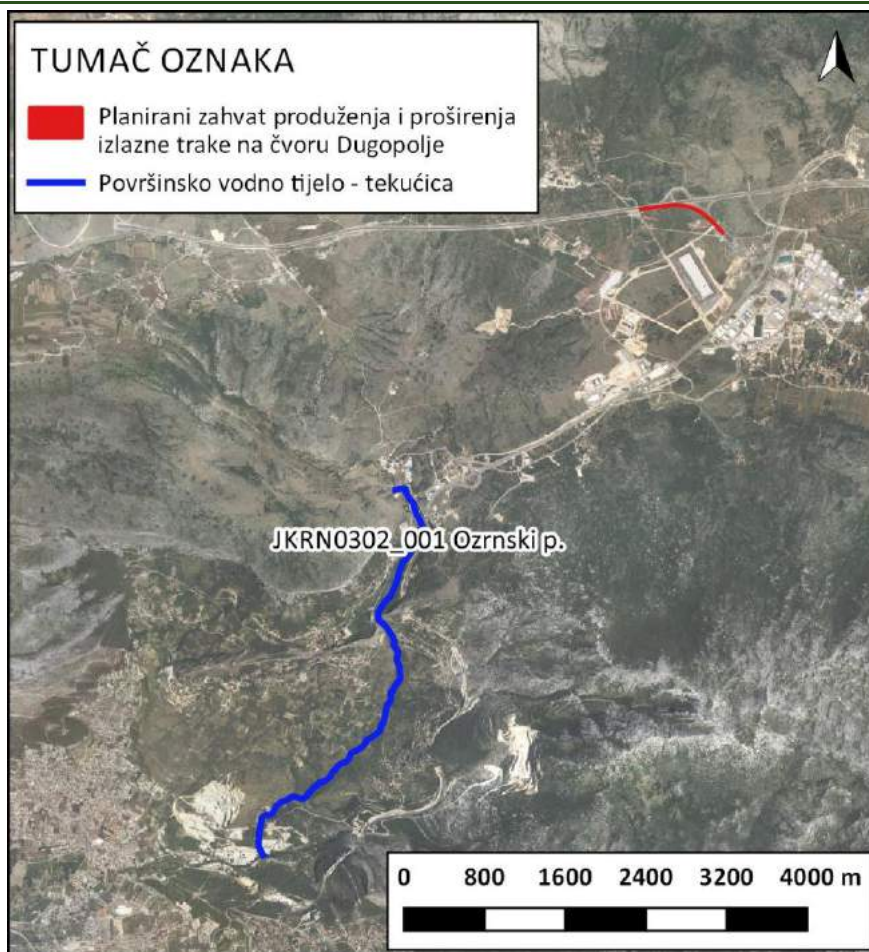 TUMAČ OZNAKA
Planirani zahvat produženja i proširenja
izlazne trake na čvoru Dugopolje
Površinsko vodno tijelo - tekućica
JKRN0302_001 Ozrnski p.
0 800 1600 2400 3200 4000 m